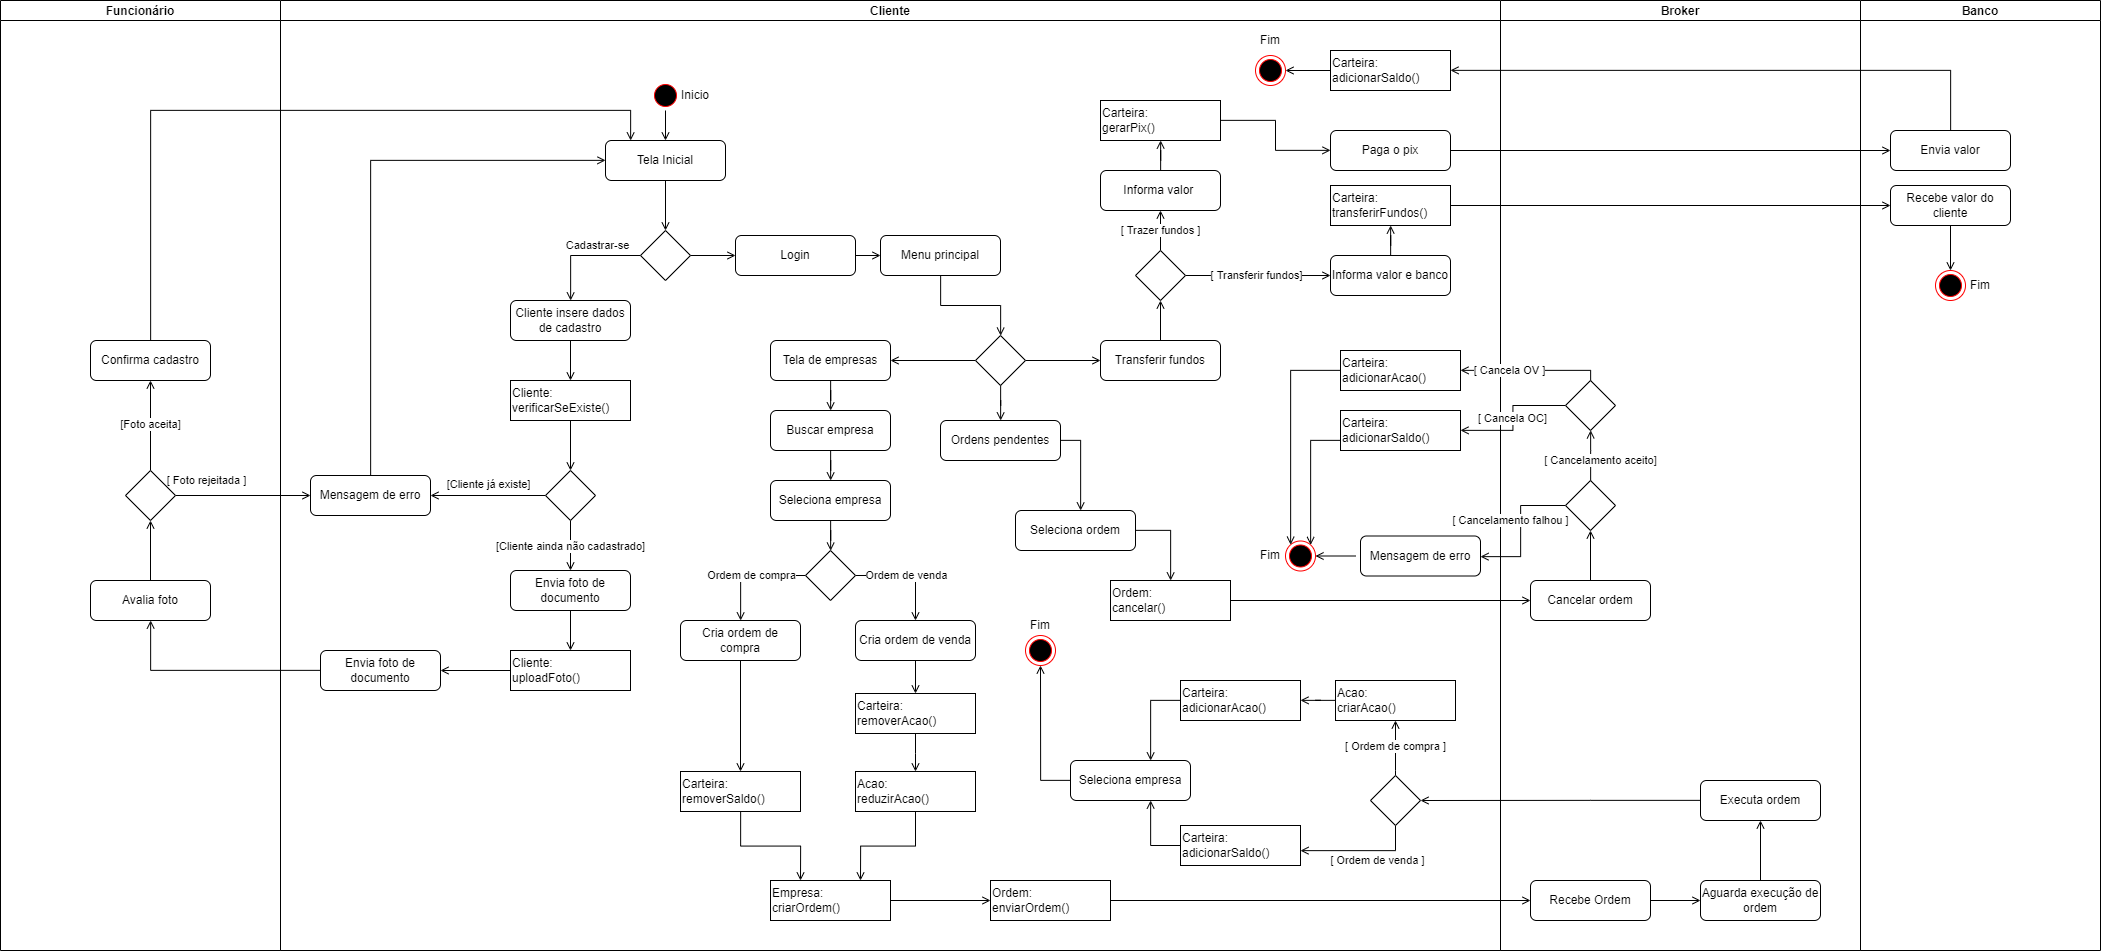 Funcionário
Cliente
Broker
Banco
Fim
Carteira:
adicionarSaldo()
Início
Carteira:
gerarPix()
Tela Inicial
Paga o pix
Envia valor
Informa valor
Carteira:
transferirFundos()
Recebe valor do
cliente
[ Trazer fundos ]
Cadastrar-se
Login
Menu principal
[ Transferir fundos]
Informa valor e banco
Fim
Cliente insere dados
de cadastro
Confirma cadastro
Tela de empresas
Transferir fundos
Carteira:
adicionarAcao()
[ Cancela OV ]
Cliente:
verificarSeExiste()
[Foto aceita]
Buscar empresa
Ordens pendentes
Carteira:
adicionarSaldo()
[ Cancela OC]
[ Cancelamento aceito]
[ Foto rejeitada ]
Mensagem de erro
[Cliente já existe]
Seleciona empresa
Seleciona ordem
[ Cancelamento falhou ]
[Cliente ainda não cadastrado]
Fim
Mensagem de erro
Ordem de compra
Ordem de venda
Avalia foto
Envia foto de
documento
Ordem:
cancelar()
Cancelar ordem
Cria ordem de
compra
Cria ordem de venda
Fim
Envia foto de
documento
Cliente:
uploadFoto()
Carteira:
removerAcao()
Carteira:
adicionarAcao()
Acao:
criarAcao()
[ Ordem de compra ]
Carteira:
removerSaldo()
Acao:
reduzirAcao()
Seleciona empresa
Executa ordem
Carteira:
adicionarSaldo()
[ Ordem de venda ]
Empresa:
criarOrdem()
Ordem:
enviarOrdem()
Recebe Ordem
Aguarda execução de
ordem